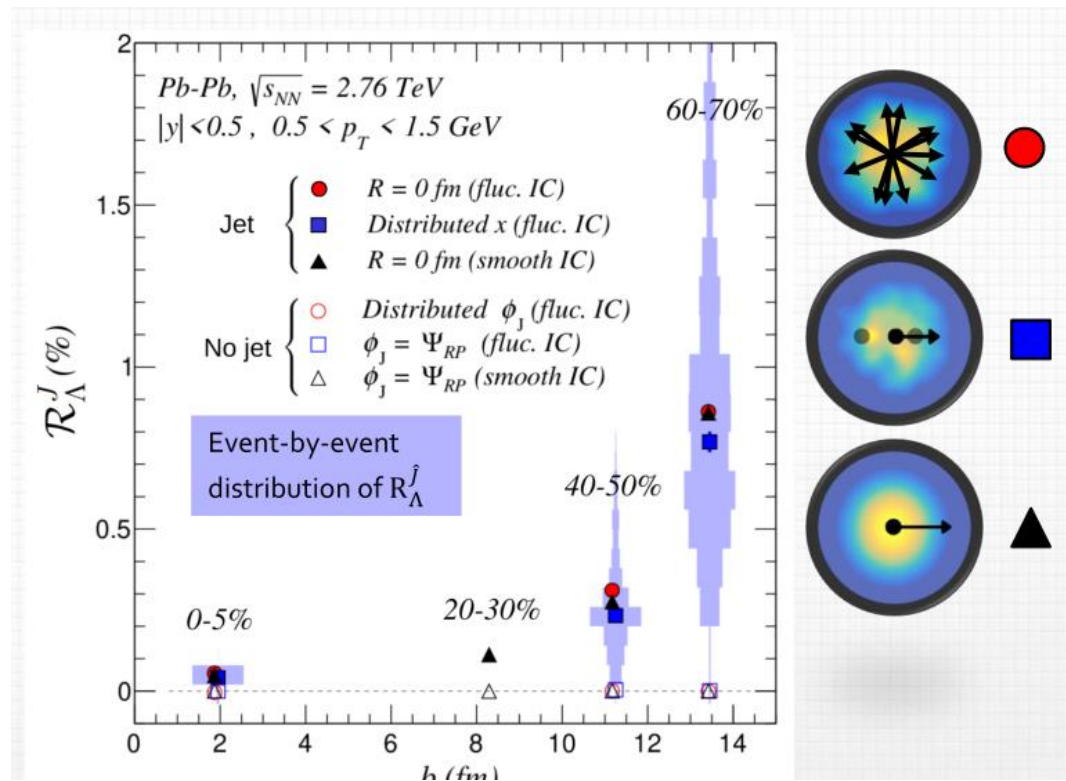 2
Pb-Pb, √s_NN = 2.76 TeV
|y|<0.5 , 0.5 < p_T < 1.5 GeV
60-70%
Jet
R = 0 fm (fluc. IC)
Distributed x (fluc. IC)
R = 0 fm (smooth IC)
1.5
No jet
Distributed ϕ_J (fluc. IC)
ϕ_J = Ψ_RP (fluc. IC)
ϕ_J = Ψ_RP (smooth IC)
1
R_Λ^J (%)
Event-by-event
distribution of R_Λ^Ĵ
40-50%
0.5
20-30%
0-5%
0
0 2 4 6 8 10 12 14
b (fm)